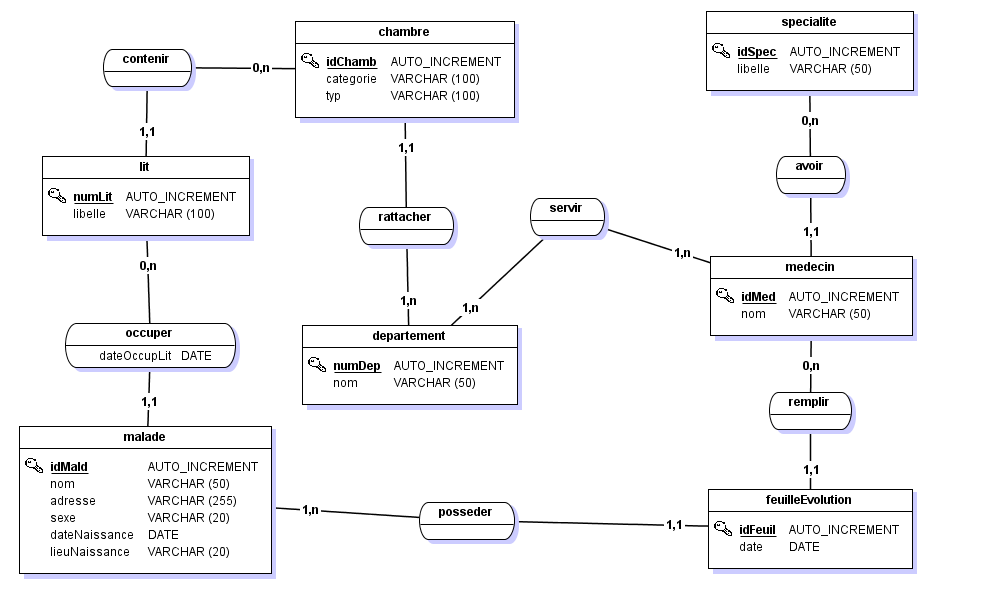 chambre
idChamb AUTO_INCREMENT
categorie VARCHAR (100)
typ VARCHAR (100)
specialite
idSpec AUTO_INCREMENT
libelle VARCHAR (50)
contenir
0,n
1,1
0,n
1,1
avoir
lit
numLit AUTO_INCREMENT
libelle VARCHAR (100)
rattacher
servir
1,n
1,1
medecin
idMed AUTO_INCREMENT
nom VARCHAR (50)
0,n
1,n
1,n
occuper
dateOccupLit DATE
departement
numDep AUTO_INCREMENT
nom VARCHAR (50)
0,n
remplir
1,1
malade
idMald AUTO_INCREMENT
nom VARCHAR (50)
adresse VARCHAR (255)
sexe VARCHAR (20)
dateNaissance DATE
lieuNaissance VARCHAR (20)
1,1
1,n
posseder
1,1
feuilleEvolution
idFeuil AUTO_INCREMENT
date DATE